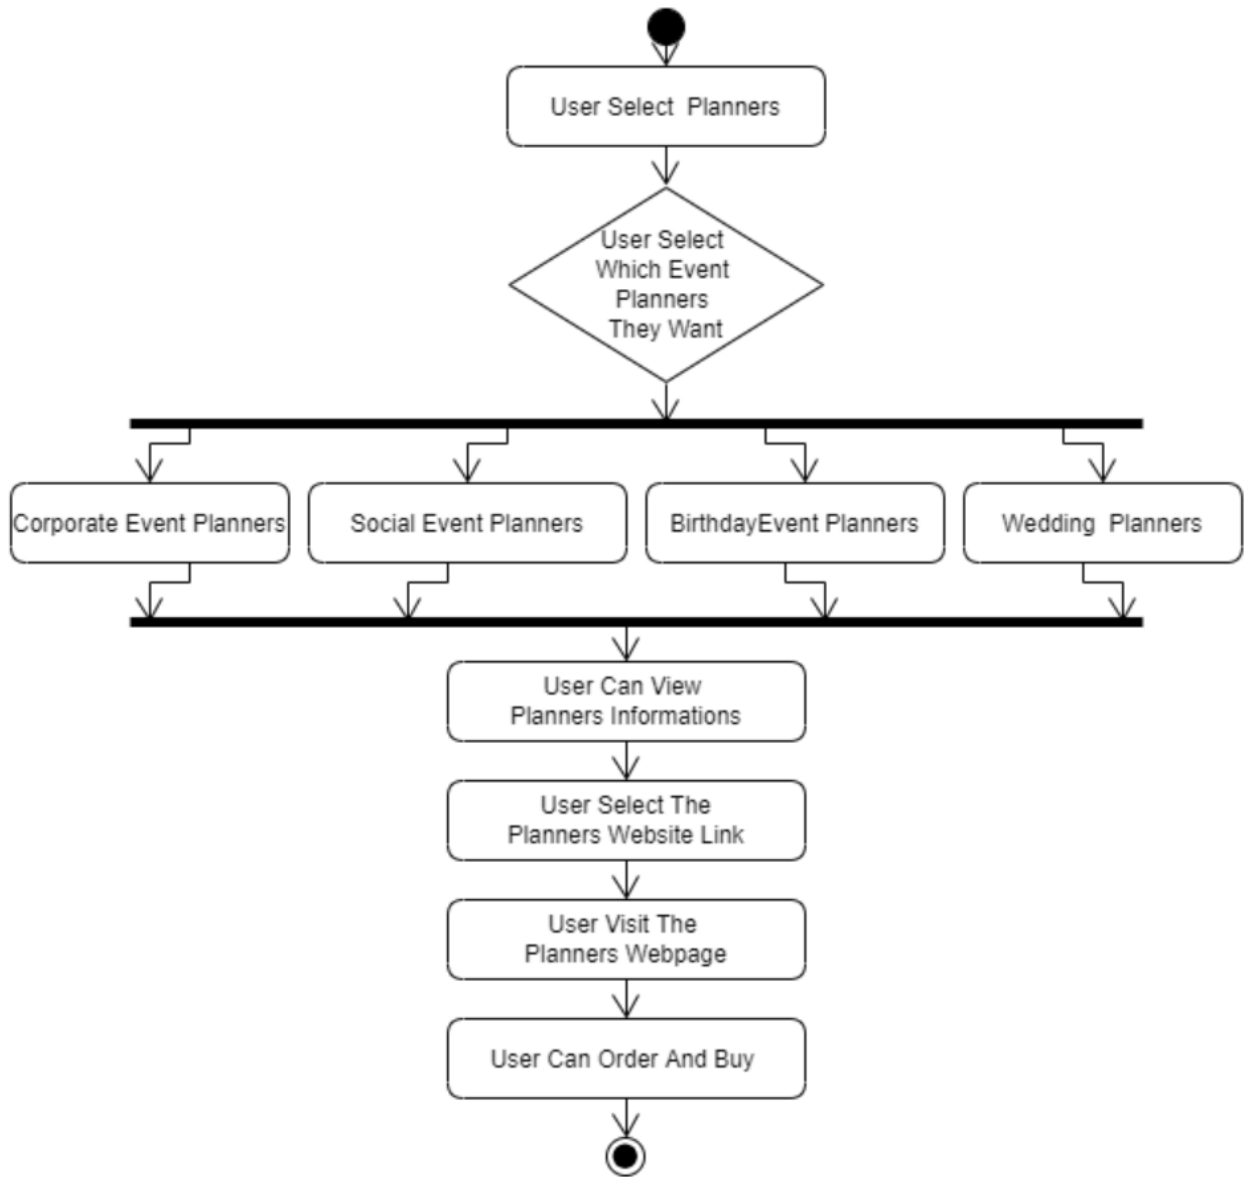 User Select  Planners
User Select
Which Event
Planners
They Want
Corporate Event Planners
Social Event Planners
BirthdayEvent Planners
Wedding  Planners
User Can View
Planners Informations
User Select The
Planners Website Link
User Visit The
Planners Webpage
User Can Order And Buy